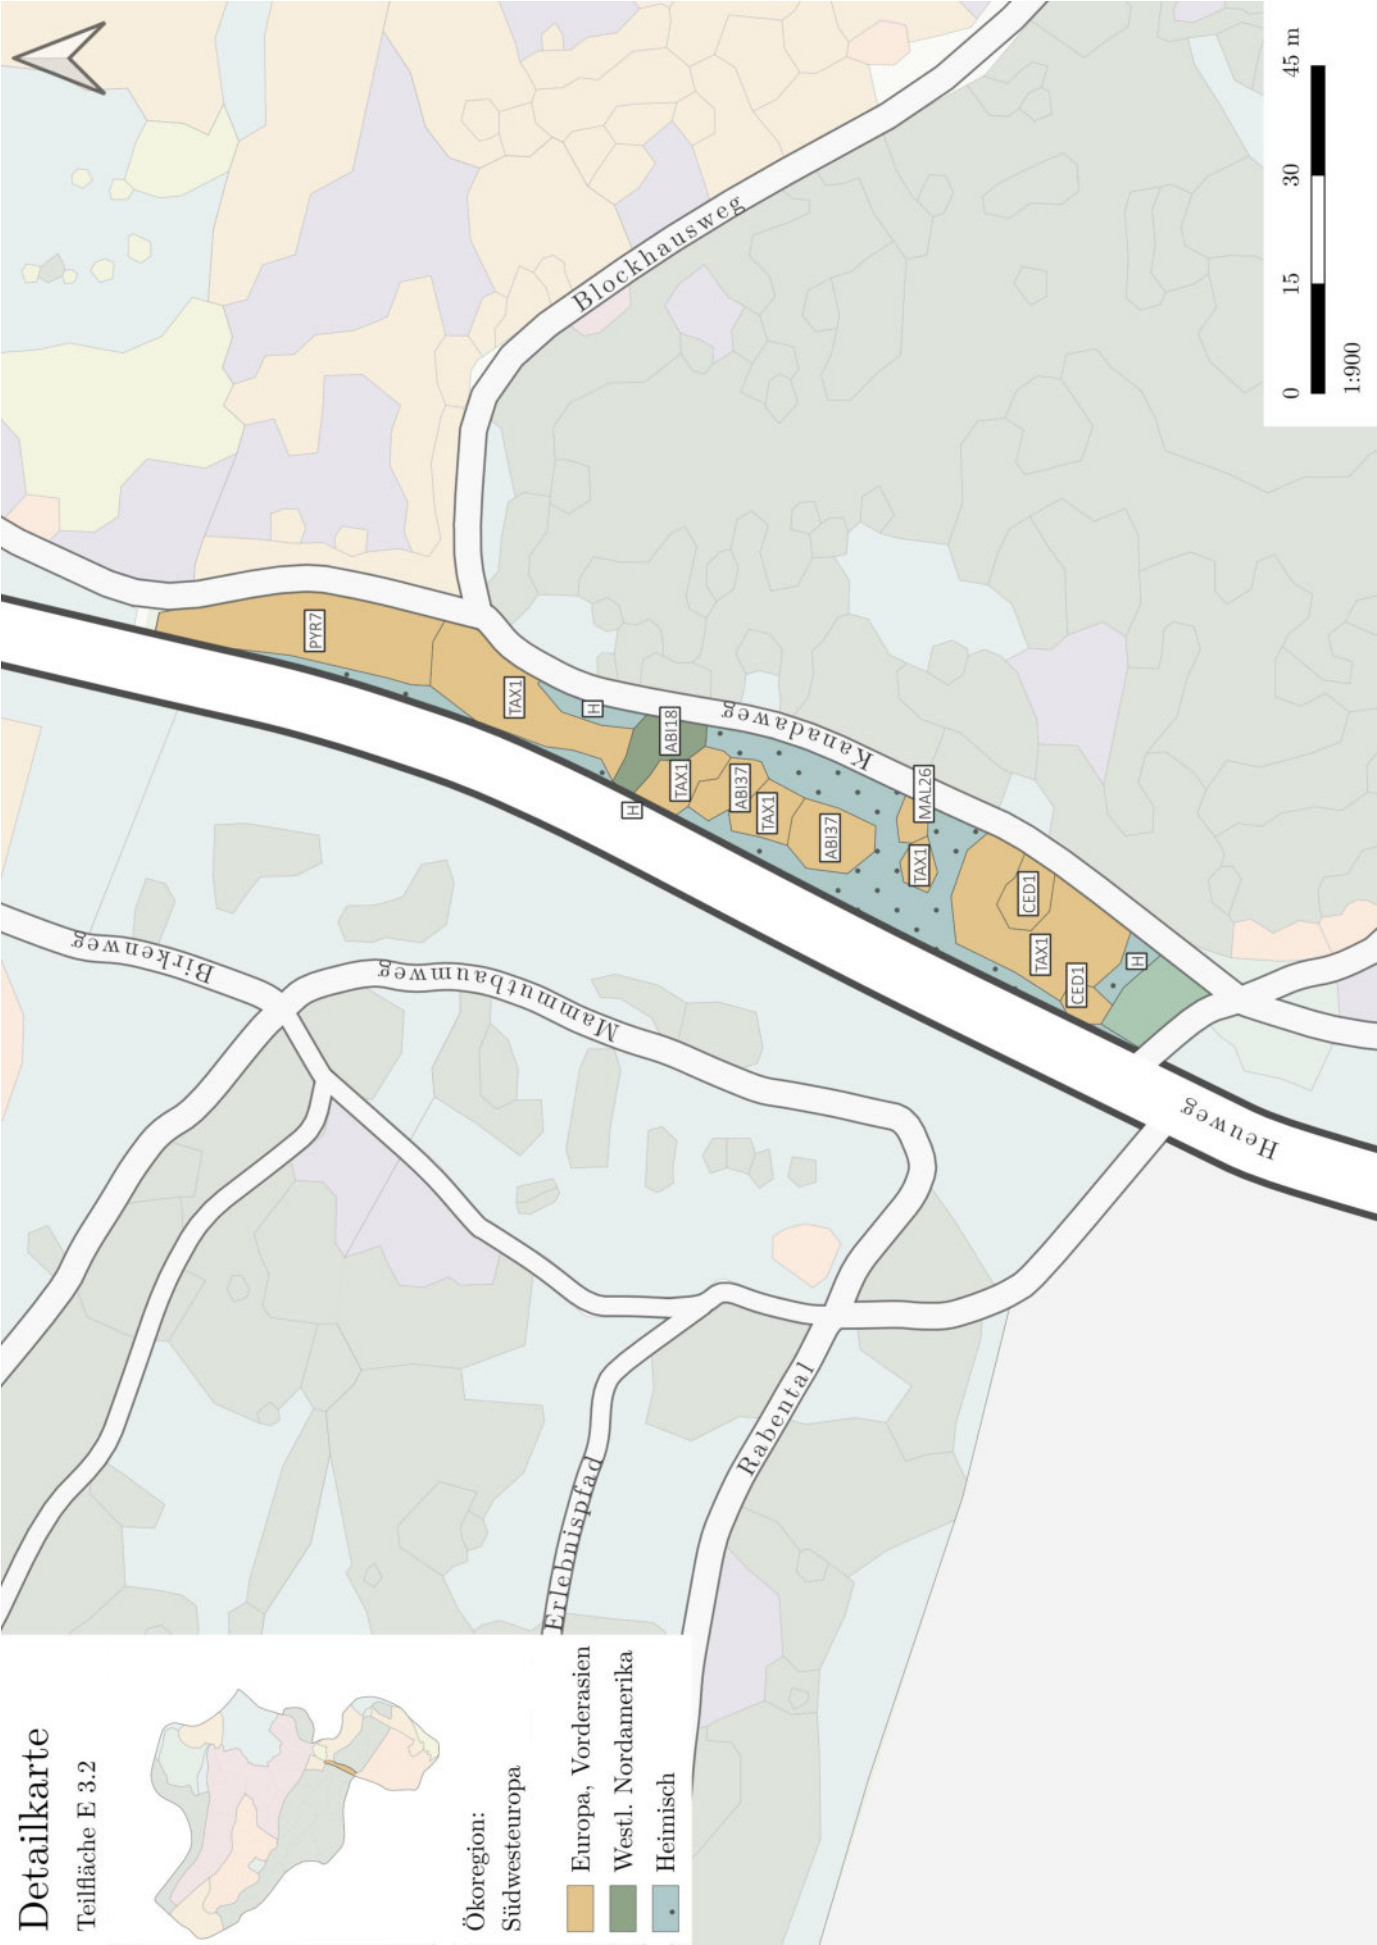 Detailkarte
Teilfläche E 3.2
Ökoregion:
Südwesteuropa
Europa, Vorderasien
Westl. Nordamerika
Heimisch
Birkenweg
Mammutbaumweg
Erlebnispfad
Rabental
Heuweg
Kanadaweg
Blockhausweg
PYR7
TAX1
H
ABI18
H
TAX1
ABI37
TAX1
ABI37
MAL26
TAX1
CED1
TAX1
CED1
H
0 15 30 45 m
1:900